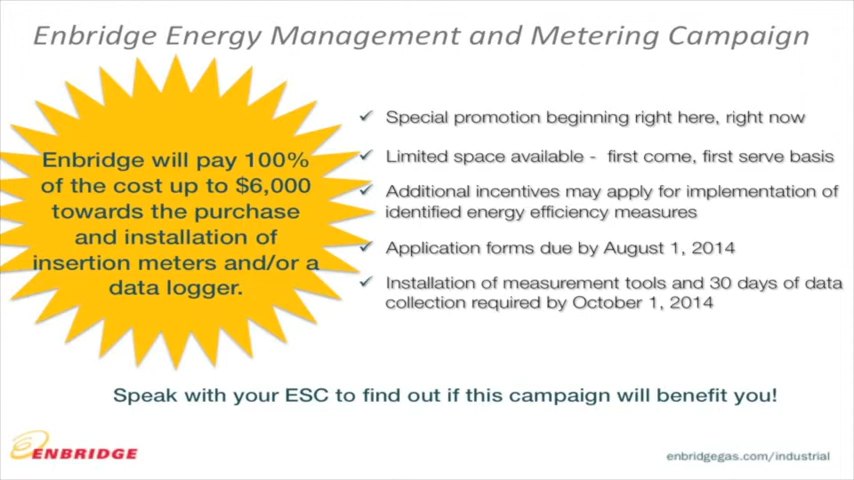 Enbridge Energy Management and Metering Campaign
Enbridge will pay 100%
of the cost up to $6,000
towards the purchase
and installation of
insertion meters and/or a
data logger.
✓ Special promotion beginning right here, right now
✓ Limited space available - first come, first serve basis
✓ Additional incentives may apply for implementation of
identified energy efficiency measures
✓ Application forms due by August 1, 2014
✓ Installation of measurement tools and 30 days of data
collection required by October 1, 2014
Speak with your ESC to find out if this campaign will benefit you!
ENBRIDGE
enbridgegas.com/industrial